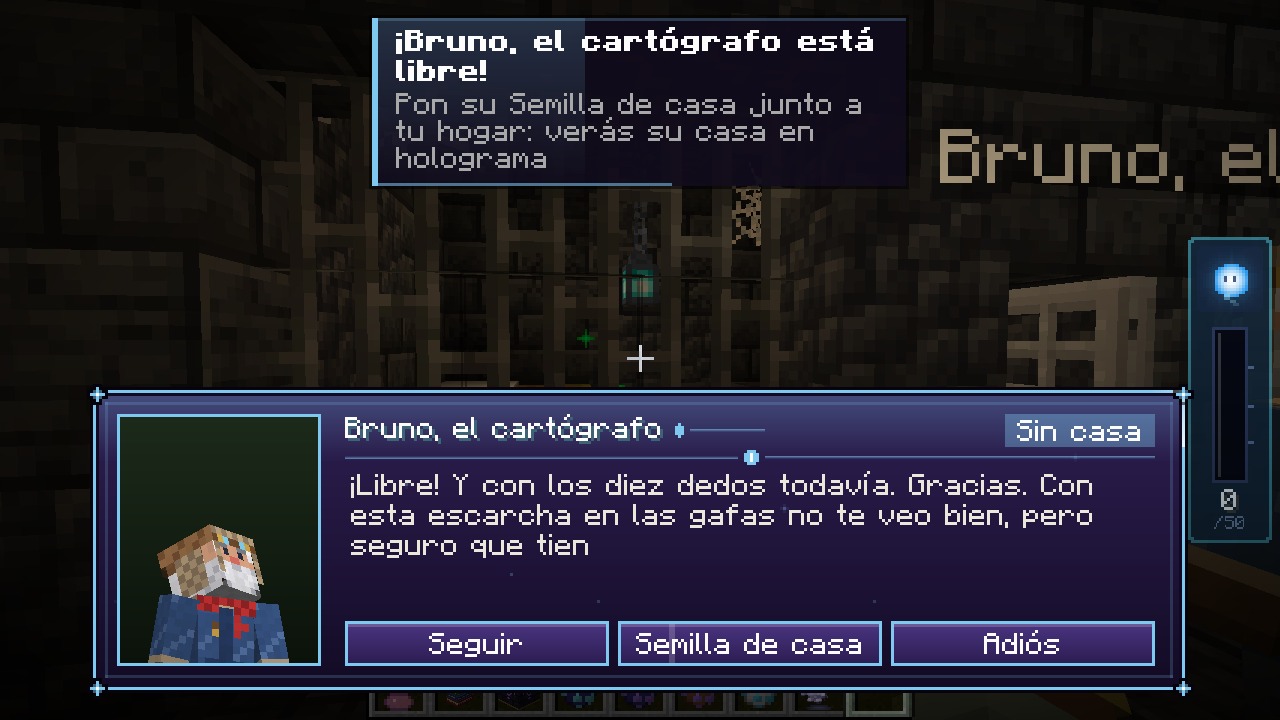 ¡Bruno, el cartógrafo está
libre!
Pon su Semilla de casa junto a
tu hogar: verás su casa en
holograma
Bruno, el
Bruno, el cartógrafo
Sin casa
¡Libre! Y con los diez dedos todavía. Gracias. Con
esta escarcha en las gafas no te veo bien, pero
seguro que tien
0
/50
Seguir
Semilla de casa
Adiós